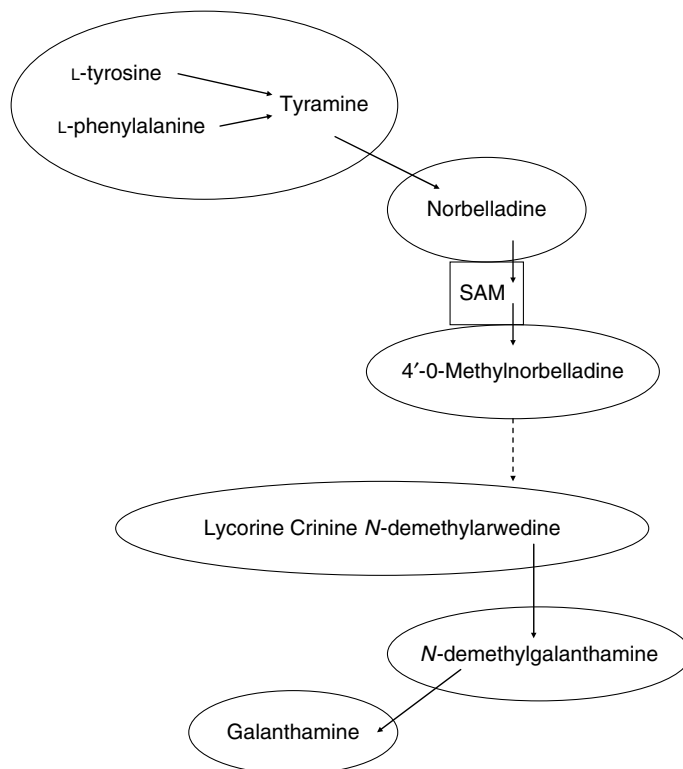 L-tyrosine
Tyramine
L-phenylalanine
Norbelladine
SAM
4′-0-Methylnorbelladine
Lycorine Crinine N-demethylarwedine
N-demethylgalanthamine
Galanthamine